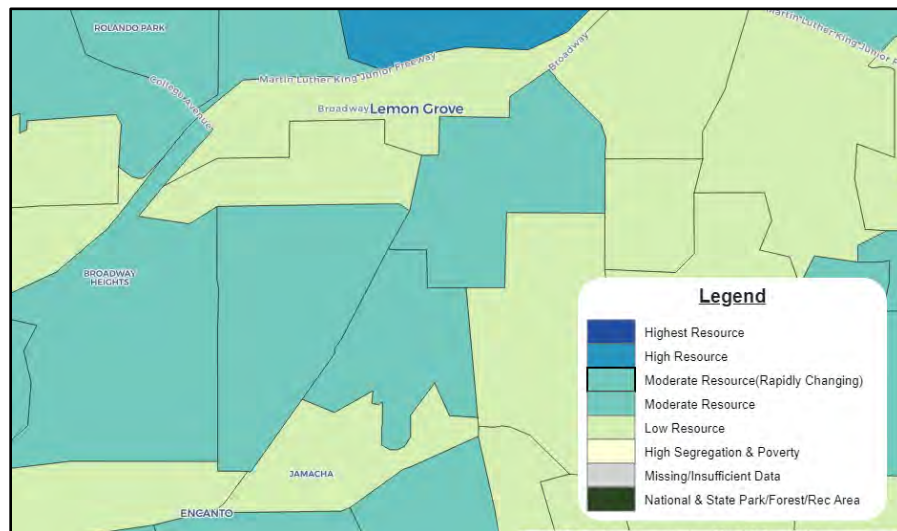 ROLANDO PARK
Martin Luther King Junior Freeway
Broadway
Martin Luther King Junior F
College Avenue
Broadway
Lemon Grove
BROADWAY
HEIGHTS
JAMACHA
ENCANTO
Legend
Highest Resource
High Resource
Moderate Resource(Rapidly Changing)
Moderate Resource
Low Resource
High Segregation & Poverty
Missing/Insufficient Data
National & State Park/Forest/Rec Area